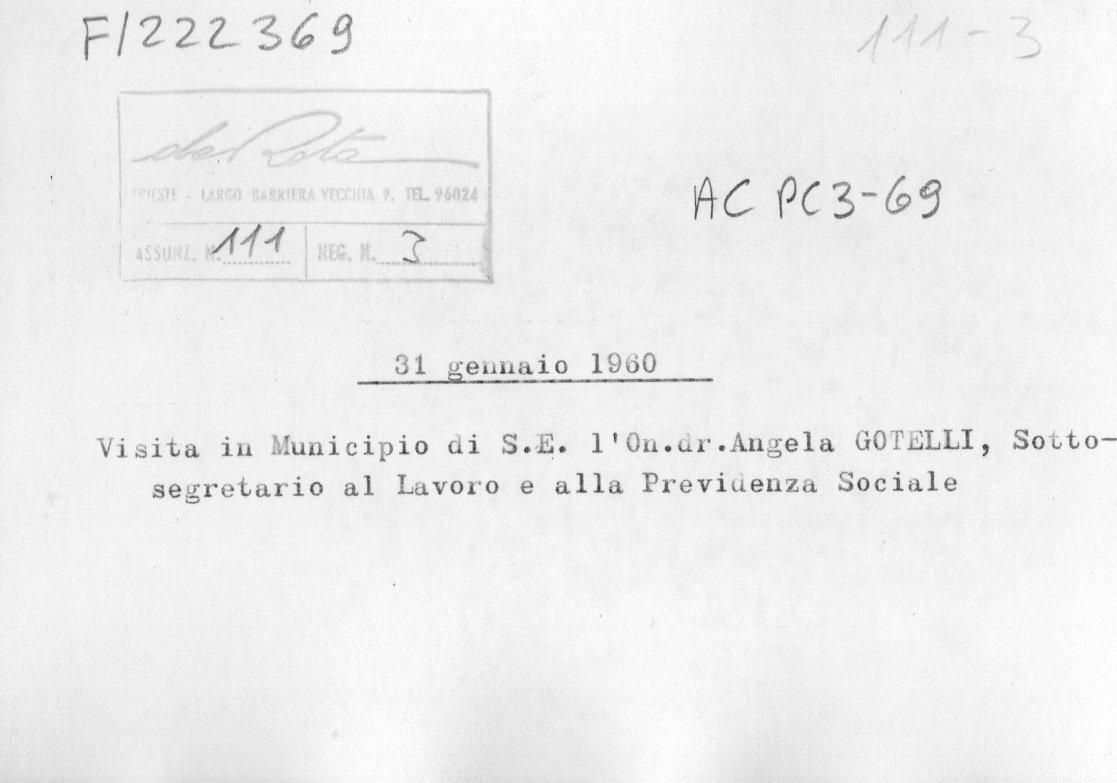 F/222369
111-3
de Rota
TRIESTE - LARGO BARRIERA VECCHIA 9, TEL. 96024
ASSUNZ. N. 111 NEG. N. 3
AC PC3-69
31 gennaio 1960
Visita in Municipio di S.E. l'On.dr.Angela GOTELLI, Sotto-
segretario al Lavoro e alla Previdenza Sociale